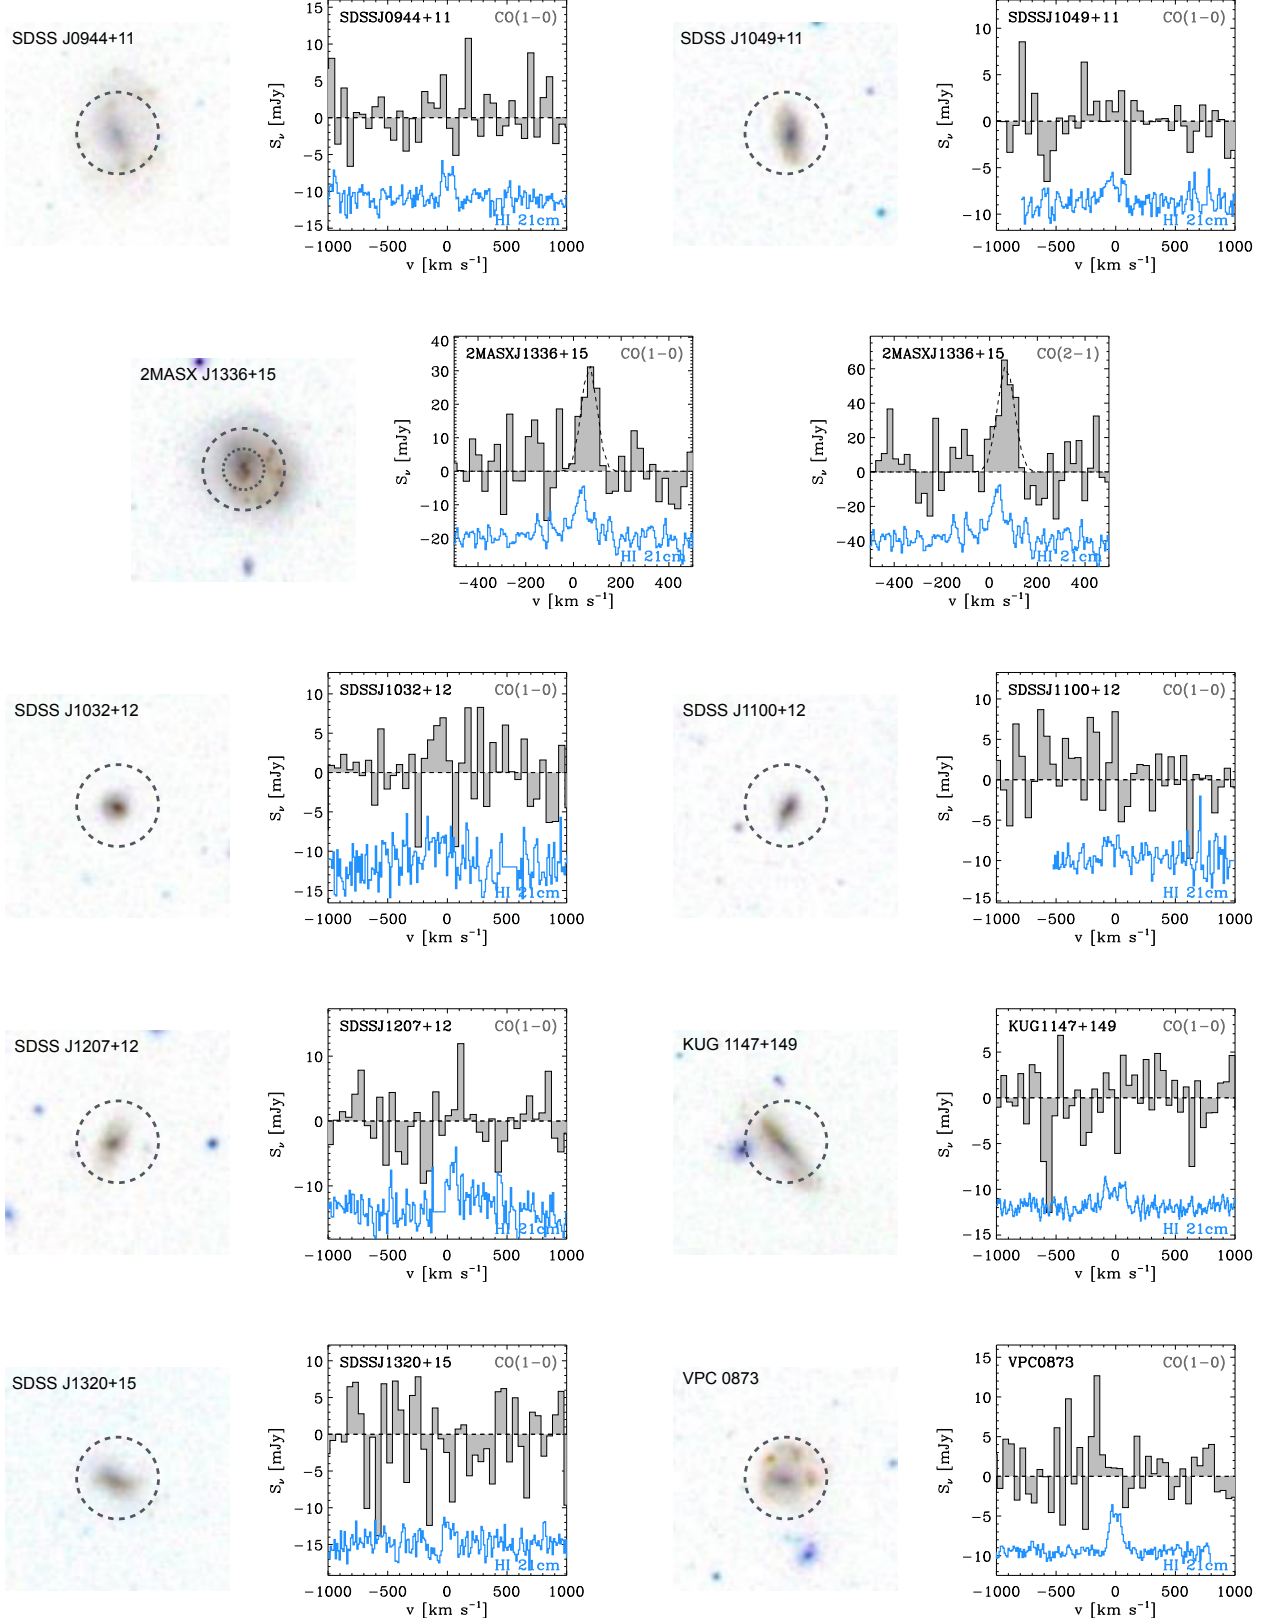 SDSS J0944+11
SDSSJ0944+11 CO(1−0)
15
10
5
0
−5
−10
−15
Sν [mJy]
HI 21cm
−1000 −500 0 500 1000
v [km s⁻¹]
SDSS J1049+11
SDSSJ1049+11 CO(1−0)
10
5
0
−5
−10
Sν [mJy]
HI 21cm
−1000 −500 0 500 1000
v [km s⁻¹]
2MASX J1336+15
2MASXJ1336+15 CO(1−0)
40
30
20
10
0
−10
−20
Sν [mJy]
HI 21cm
−400 −200 0 200 400
v [km s⁻¹]
2MASXJ1336+15 CO(2−1)
60
40
20
0
−20
−40
Sν [mJy]
HI 21cm
−400 −200 0 200 400
v [km s⁻¹]
SDSS J1032+12
SDSSJ1032+12 CO(1−0)
10
5
0
−5
−10
−15
Sν [mJy]
HI 21cm
−1000 −500 0 500 1000
v [km s⁻¹]
SDSS J1100+12
SDSSJ1100+12 CO(1−0)
10
5
0
−5
−10
−15
Sν [mJy]
HI 21cm
−1000 −500 0 500 1000
v [km s⁻¹]
SDSS J1207+12
SDSSJ1207+12 CO(1−0)
10
0
−10
Sν [mJy]
HI 21cm
−1000 −500 0 500 1000
v [km s⁻¹]
KUG 1147+149
KUG1147+149 CO(1−0)
5
0
−5
−10
−15
Sν [mJy]
HI 21cm
−1000 −500 0 500 1000
v [km s⁻¹]
SDSS J1320+15
SDSSJ1320+15 CO(1−0)
10
5
0
−5
−10
−15
Sν [mJy]
HI 21cm
−1000 −500 0 500 1000
v [km s⁻¹]
VPC 0873
VPC0873 CO(1−0)
15
10
5
0
−5
−10
Sν [mJy]
HI 21cm
−1000 −500 0 500 1000
v [km s⁻¹]